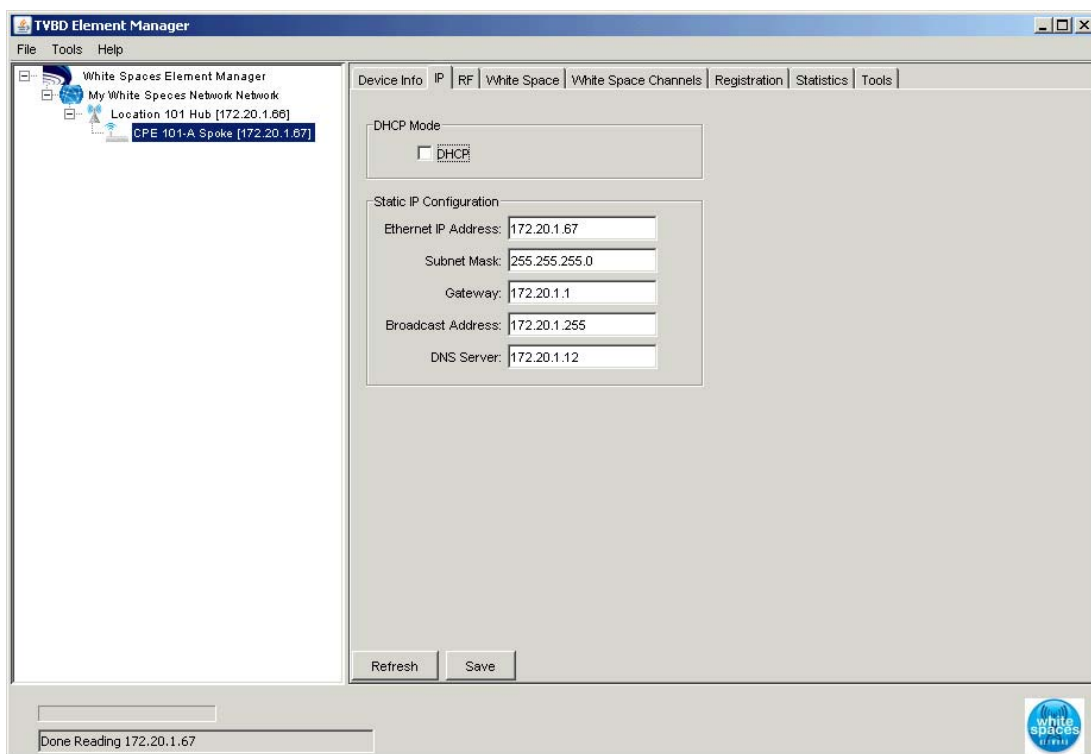 TVBD Element Manager
File Tools Help
White Spaces Element Manager
My White Speces Network Network
Location 101 Hub [172.20.1.66]
CPE 101-A Spoke [172.20.1.67]
Device Info IP RF White Space White Space Channels Registration Statistics Tools
DHCP Mode
DHCP
Static IP Configuration
Ethernet IP Address: 172.20.1.67
Subnet Mask: 255.255.255.0
Gateway: 172.20.1.1
Broadcast Address: 172.20.1.255
DNS Server: 172.20.1.12
Refresh Save
Done Reading 172.20.1.67
white
spaces
NETWORK